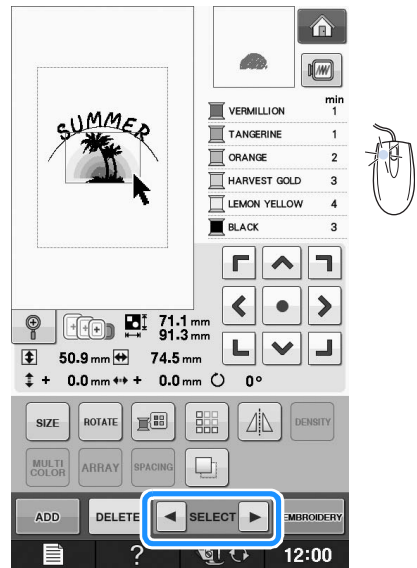 SUMMER
min
VERMILLION 1
TANGERINE 1
ORANGE 2
HARVEST GOLD 3
LEMON YELLOW 4
BLACK 3
71.1 mm
91.3 mm
50.9 mm 74.5 mm
+ 0.0 mm + 0.0 mm 0°
SIZE ROTATE DENSITY
MULTI COLOR ARRAY SPACING
ADD DELETE SELECT EMBROIDERY
? 12:00